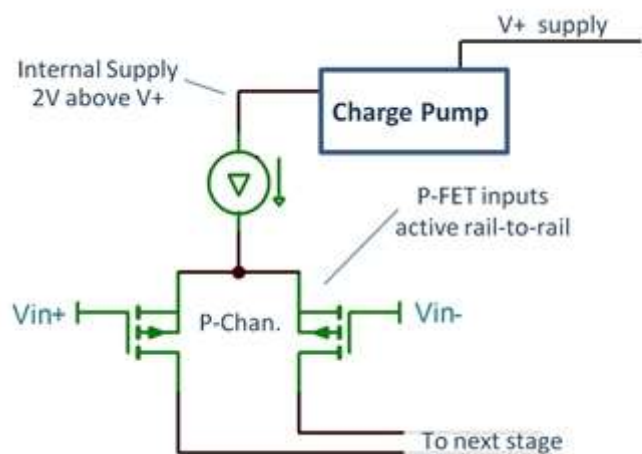 V+ supply
Internal Supply
2V above V+
Charge Pump
P-FET inputs
active rail-to-rail
Vin+
P-Chan.
Vin-
To next stage